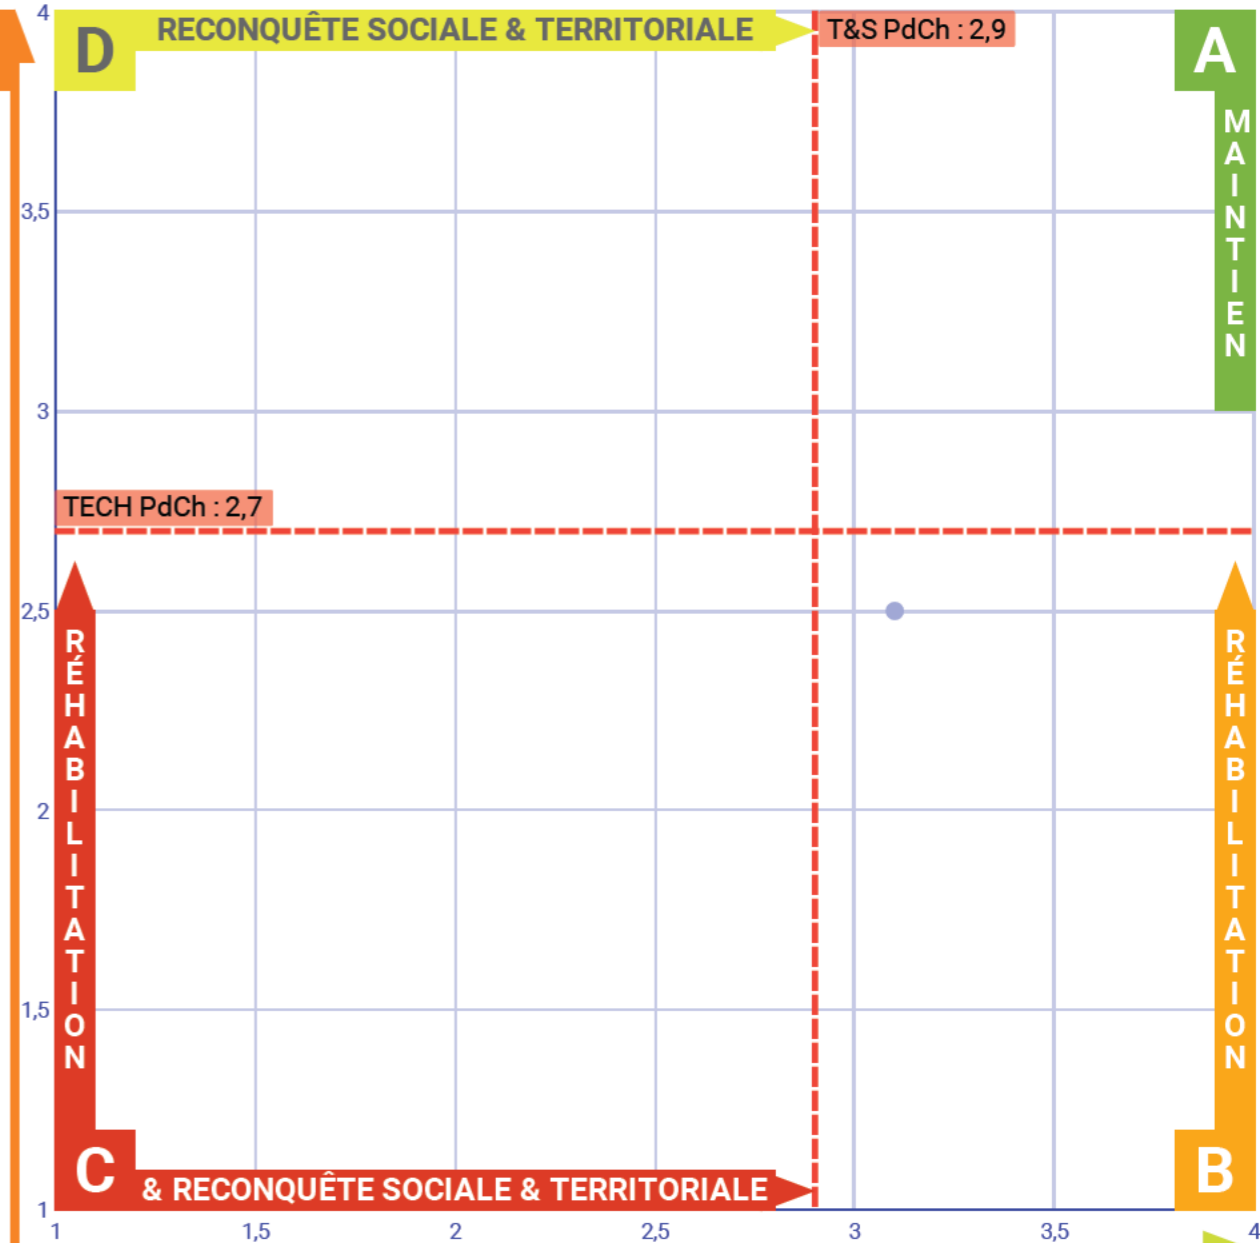 4
D
RECONQUÊTE SOCIALE & TERRITORIALE
T&S PdCh : 2,9
A
MAINTIEN
3,5
3
TECH PdCh : 2,7
2,5
RÉHABILITATION
RÉHABILITATION
2
1,5
C
& RECONQUÊTE SOCIALE & TERRITORIALE
B
1
1 1,5 2 2,5 3 3,5 4